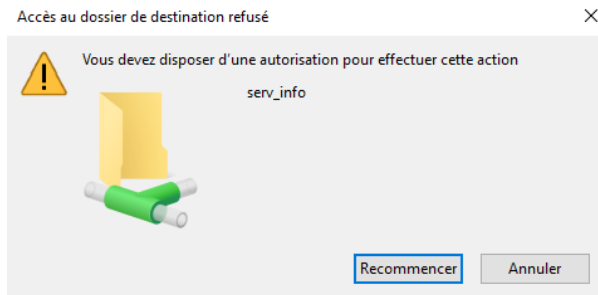 Accès au dossier de destination refusé
Vous devez disposer d'une autorisation pour effectuer cette action
serv_info
Recommencer
Annuler